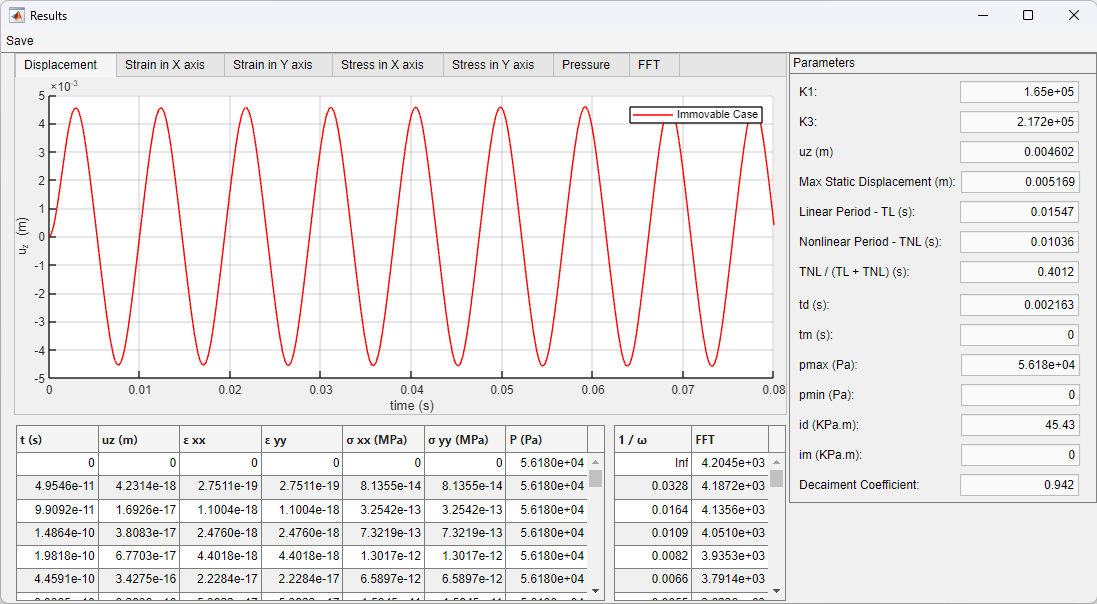 Results
Save
Displacement Strain in X axis Strain in Y axis Stress in X axis Stress in Y axis Pressure FFT
×10⁻³
5
4
3
2
1
0
-1
-2
-3
-4
-5
u_z (m)
Immovable Case
0 0.01 0.02 0.03 0.04 0.05 0.06 0.07 0.08
time (s)
t (s) uz (m) ε xx ε yy σ xx (MPa) σ yy (MPa) P (Pa)
0 0 0 0 0 0 5.6180e+04
4.9546e-11 4.2314e-18 2.7511e-19 2.7511e-19 8.1355e-14 8.1355e-14 5.6180e+04
9.9092e-11 1.6926e-17 1.1004e-18 1.1004e-18 3.2542e-13 3.2542e-13 5.6180e+04
1.4864e-10 3.8083e-17 2.4760e-18 2.4760e-18 7.3219e-13 7.3219e-13 5.6180e+04
1.9818e-10 6.7703e-17 4.4018e-18 4.4018e-18 1.3017e-12 1.3017e-12 5.6180e+04
4.4591e-10 3.4275e-16 2.2284e-17 2.2284e-17 6.5897e-12 6.5897e-12 5.6180e+04
1 / ω FFT
Inf 4.2045e+03
0.0328 4.1872e+03
0.0164 4.1356e+03
0.0109 4.0510e+03
0.0082 3.9353e+03
0.0066 3.7914e+03
Parameters
K1: 1.65e+05
K3: 2.172e+05
uz (m) 0.004602
Max Static Displacement (m): 0.005169
Linear Period - TL (s): 0.01547
Nonlinear Period - TNL (s): 0.01036
TNL / (TL + TNL) (s): 0.4012
td (s): 0.002163
tm (s): 0
pmax (Pa): 5.618e+04
pmin (Pa): 0
id (KPa.m): 45.43
im (KPa.m): 0
Decaiment Coefficient: 0.942